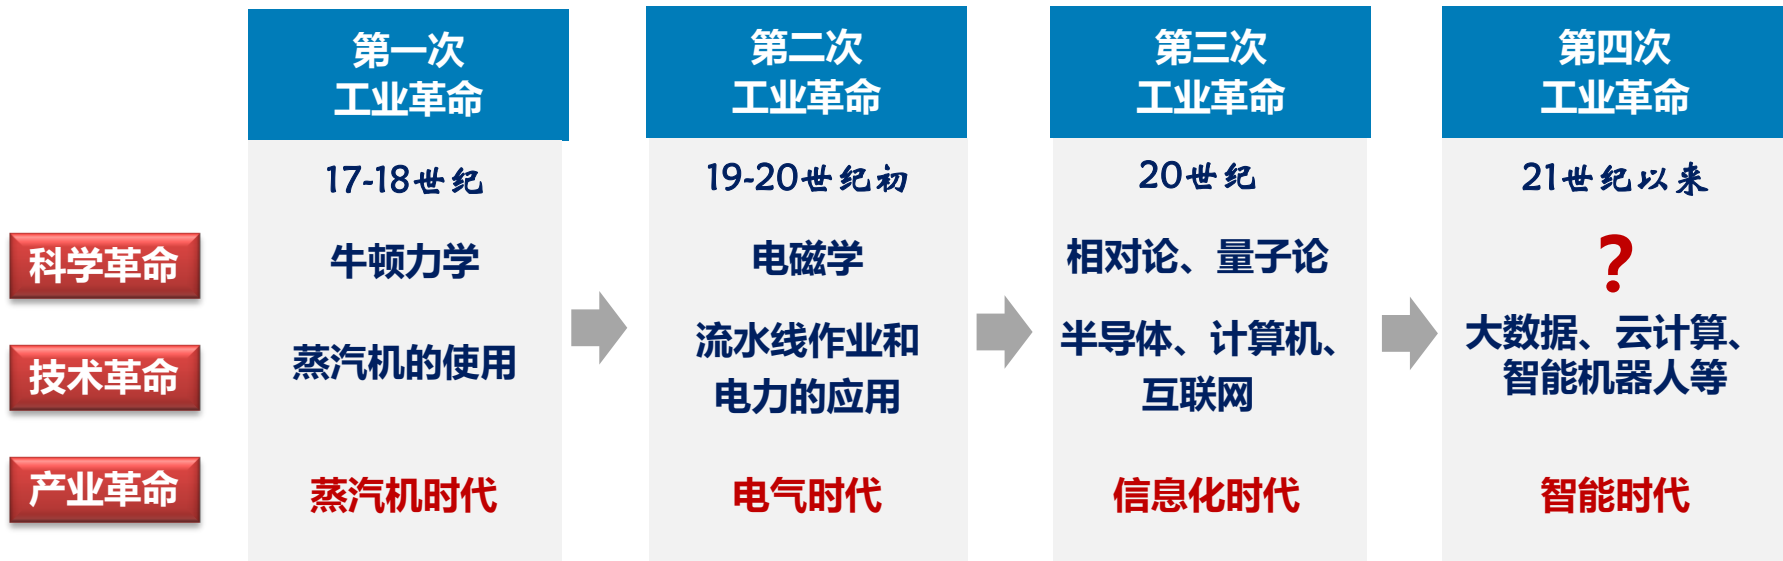 第一次
工业革命
第二次
工业革命
第三次
工业革命
第四次
工业革命
17-18世纪
19-20世纪初
20世纪
21世纪以来
科学革命
牛顿力学
电磁学
相对论、量子论
?
技术革命
蒸汽机的使用
流水线作业和
电力的应用
半导体、计算机、
互联网
大数据、云计算、
智能机器人等
产业革命
蒸汽机时代
电气时代
信息化时代
智能时代